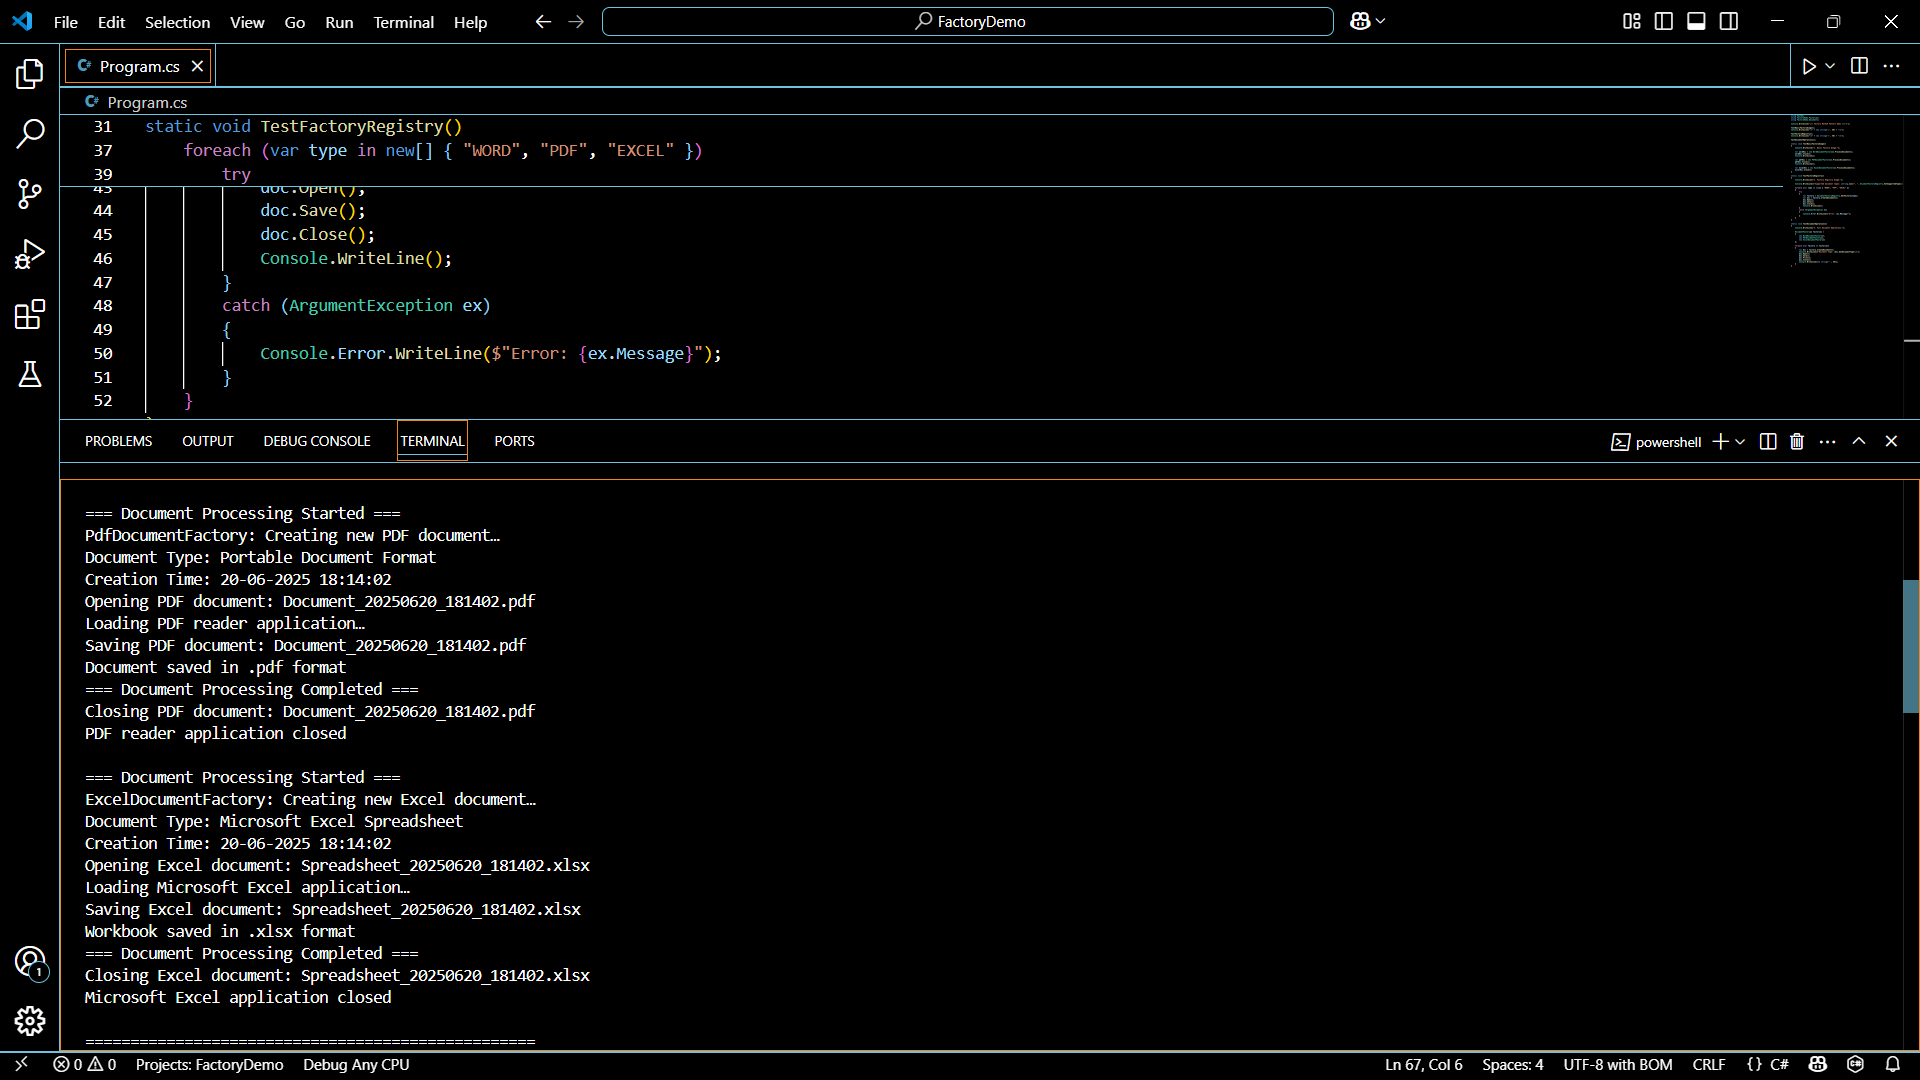 File Edit Selection View Go Run Terminal Help FactoryDemo
Program.cs
Program.cs
31 static void TestFactoryRegistry()
37 foreach (var type in new[] { "WORD", "PDF", "EXCEL" })
39 try
43 doc.Open();
44 doc.Save();
45 doc.Close();
46 Console.WriteLine();
47 }
48 catch (ArgumentException ex)
49 {
50 Console.Error.WriteLine($"Error: {ex.Message}");
51 }
52 }
PROBLEMS OUTPUT DEBUG CONSOLE TERMINAL PORTS powershell
=== Document Processing Started ===
PdfDocumentFactory: Creating new PDF document…
Document Type: Portable Document Format
Creation Time: 20-06-2025 18:14:02
Opening PDF document: Document_20250620_181402.pdf
Loading PDF reader application…
Saving PDF document: Document_20250620_181402.pdf
Document saved in .pdf format
=== Document Processing Completed ===
Closing PDF document: Document_20250620_181402.pdf
PDF reader application closed
=== Document Processing Started ===
ExcelDocumentFactory: Creating new Excel document…
Document Type: Microsoft Excel Spreadsheet
Creation Time: 20-06-2025 18:14:02
Opening Excel document: Spreadsheet_20250620_181402.xlsx
Loading Microsoft Excel application…
Saving Excel document: Spreadsheet_20250620_181402.xlsx
Workbook saved in .xlsx format
=== Document Processing Completed ===
Closing Excel document: Spreadsheet_20250620_181402.xlsx
Microsoft Excel application closed
==================================================
1
0 0 Projects: FactoryDemo Debug Any CPU Ln 67, Col 6 Spaces: 4 UTF-8 with BOM CRLF {} C#